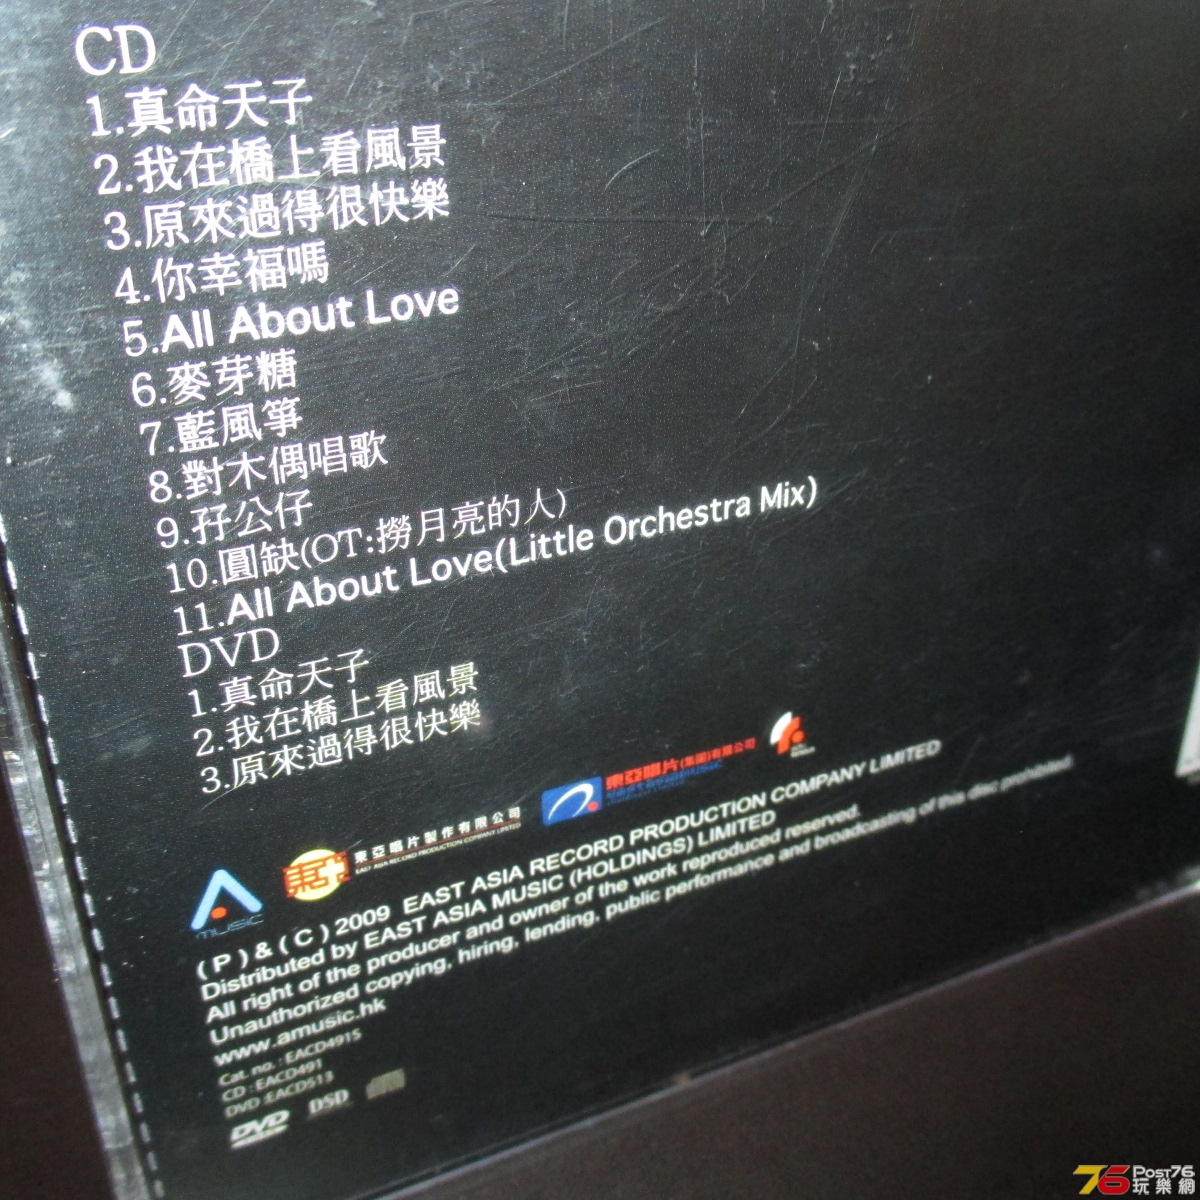 CD
1.真命天子
2.我在橋上看風景
3.原來過得很快樂
4.你幸福嗎
5.All About Love
6.麥芽糖
7.藍風箏
8.對木偶唱歌
9.孖公仔
10.圓缺(OT:撈月亮的人)
11.All About Love(Little Orchestra Mix)
DVD
1.真命天子
2.我在橋上看風景
3.原來過得很快樂
東亞唱片(集團)有限公司
東亞唱片製作有限公司
EAST ASIA RECORD PRODUCTION COMPANY LIMITED
東亞
MUSIC
( P ) & ( C ) 2009 EAST ASIA RECORD PRODUCTION COMPANY LIMITED
Distributed by EAST ASIA MUSIC (HOLDINGS) LIMITED
All right of the producer and owner of the work reproduced reserved.
Unauthorized copying, hiring, lending, public performance and broadcasting of this disc prohibited.
www.amusic.hk
Cat. no. : EACD4915
CD : EACD491
DVD :EACD513
DVD
DSD
Post76
玩樂網